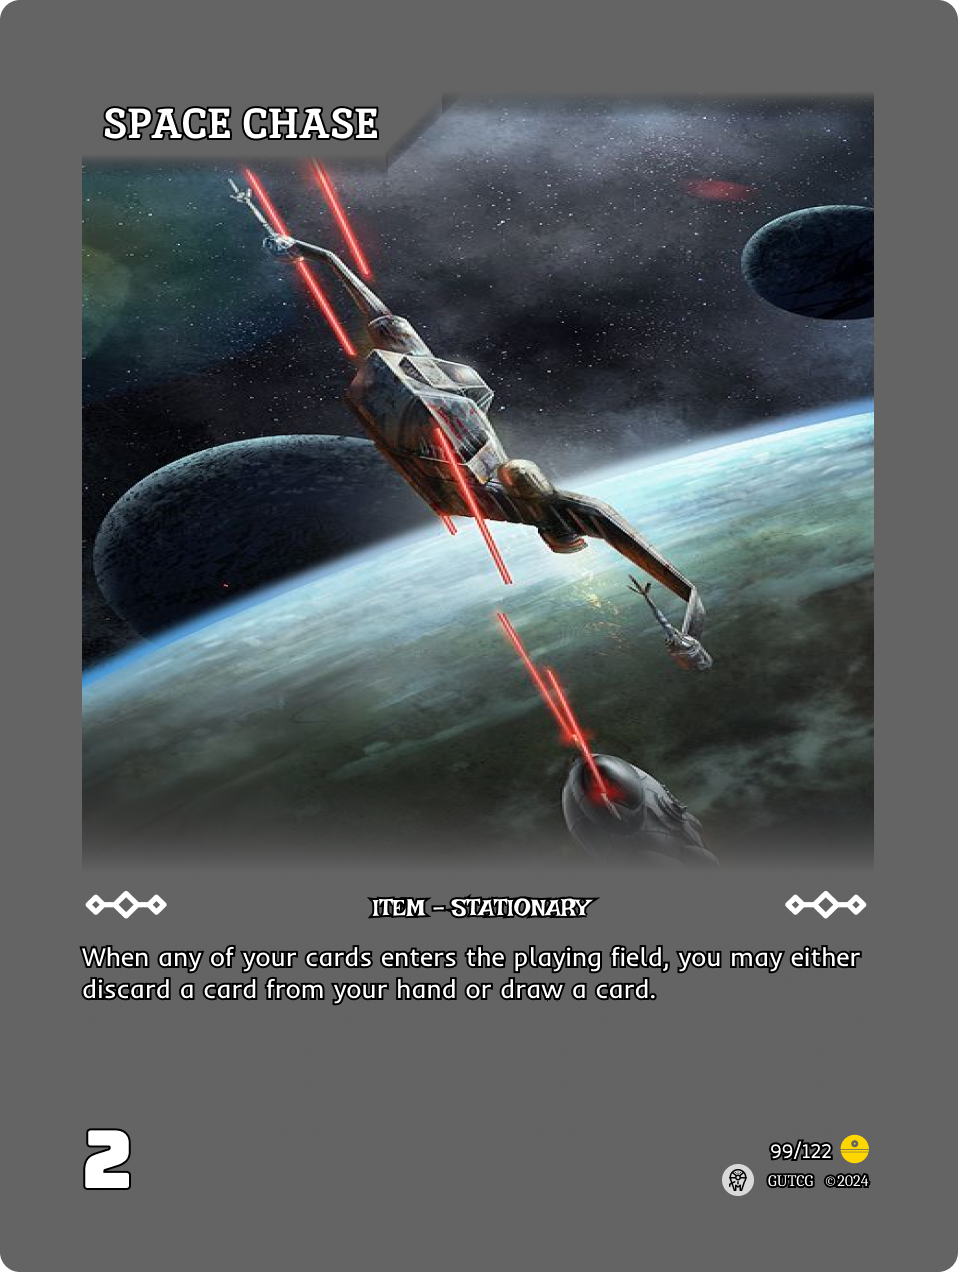 SPACE CHASE
ITEM – STATIONARY
When any of your cards enters the playing field, you may either
discard a card from your hand or draw a card.
2
99/122
GUTCG ©2024